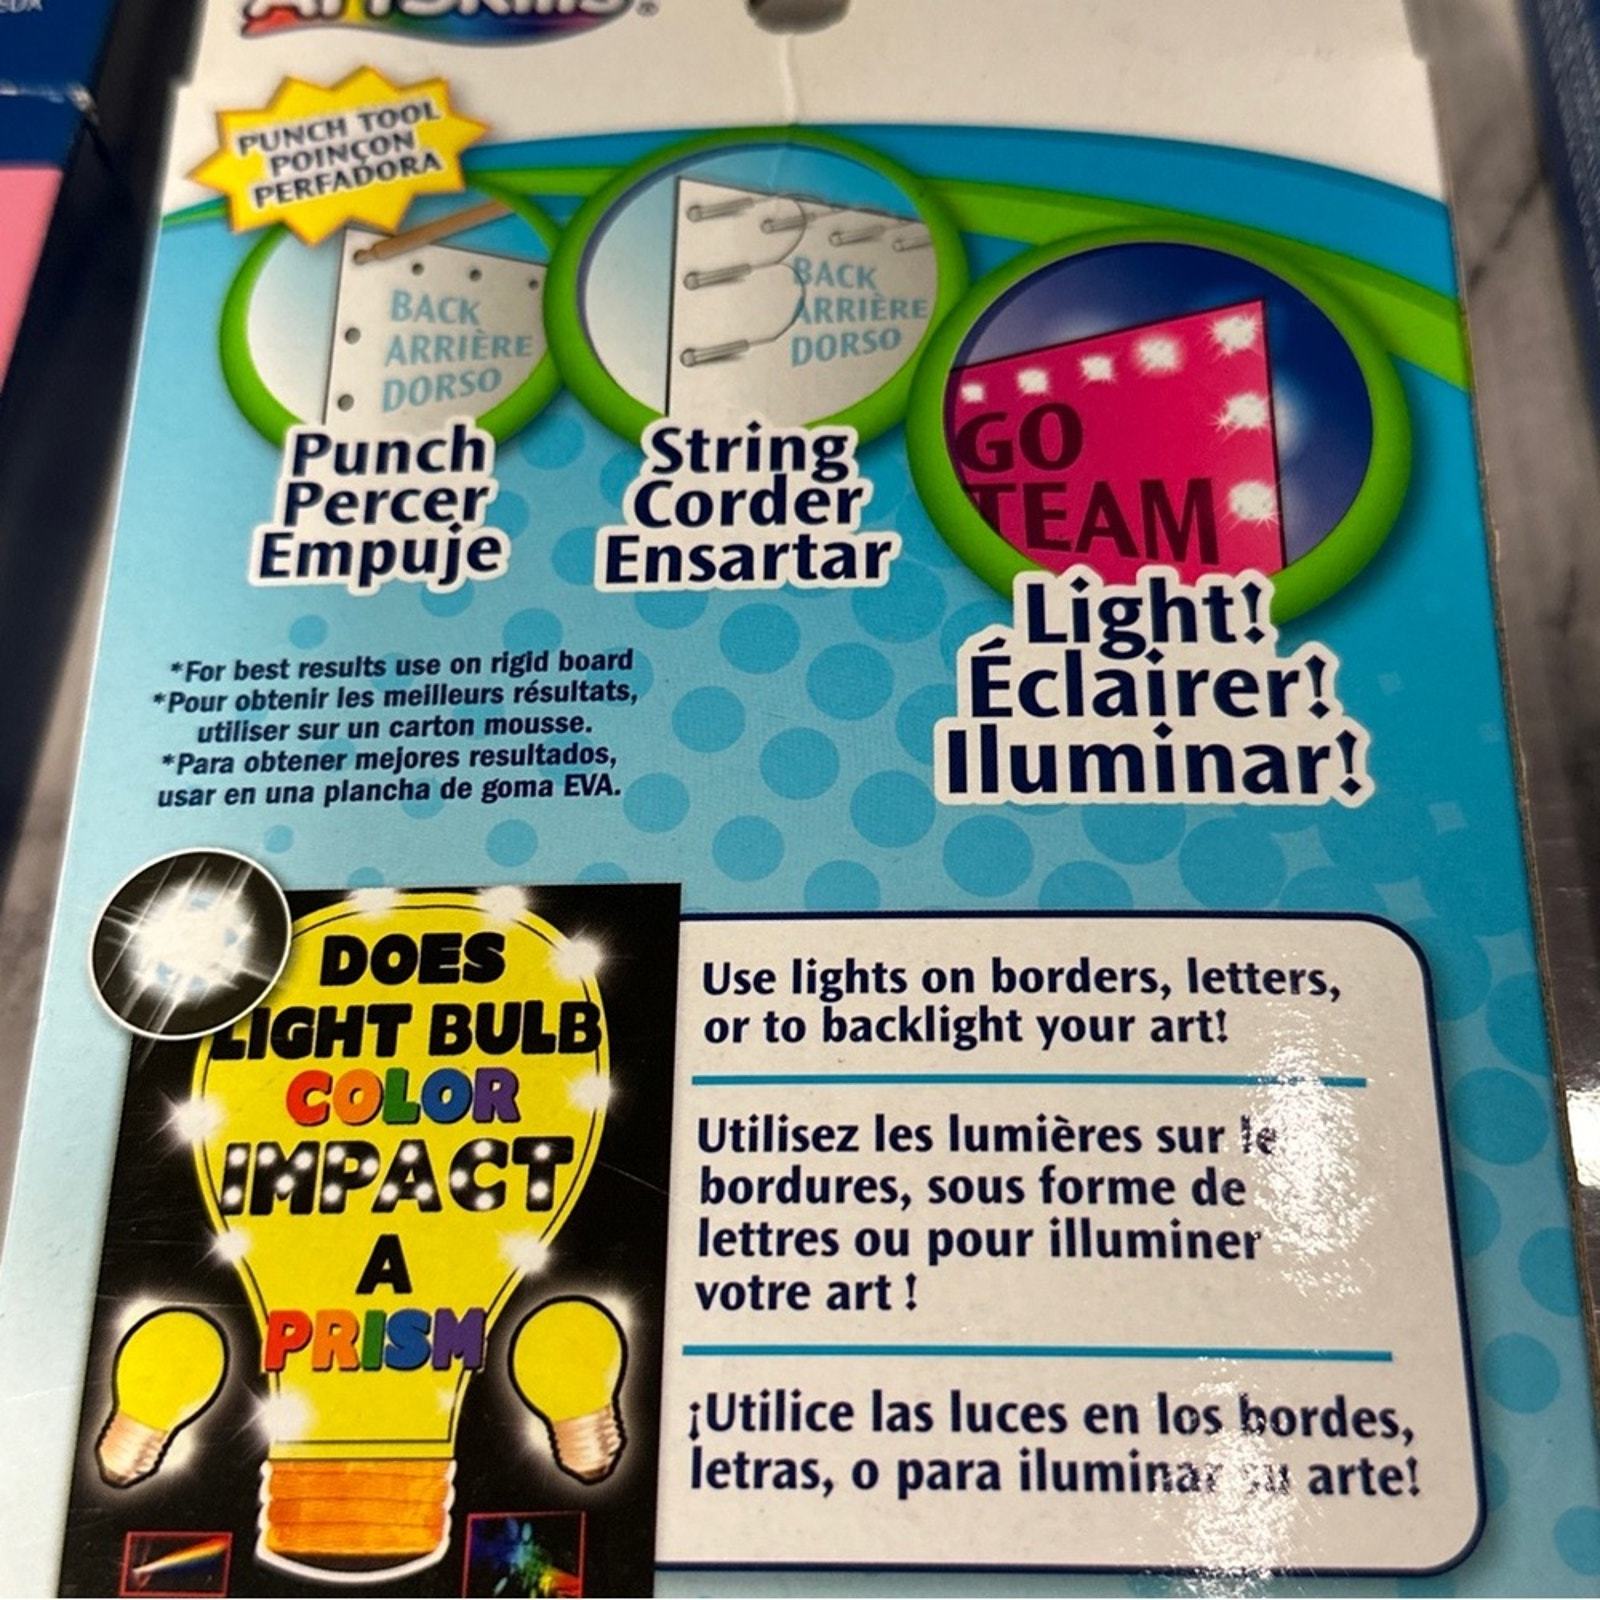 ArtSkills®
PUNCH TOOL
POINÇON
PERFADORA
BACK
ARRIÈRE
DORSO
BACK
ARRIÈRE
DORSO
GO
TEAM
Punch
Percer
Empuje
String
Corder
Ensartar
Light!
Éclairer!
Iluminar!
*For best results use on rigid board
*Pour obtenir les meilleurs résultats,
utiliser sur un carton mousse.
*Para obtener mejores resultados,
usar en una plancha de goma EVA.
DOES
LIGHT BULB
COLOR
IMPACT
A
PRISM
Use lights on borders, letters,
or to backlight your art!
Utilisez les lumières sur le
bordures, sous forme de
lettres ou pour illuminer
votre art !
¡Utilice las luces en los bordes,
letras, o para iluminar su arte!